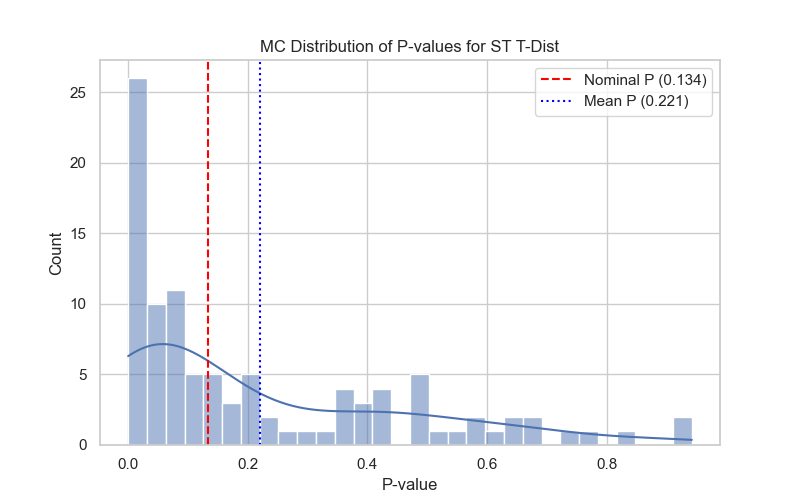 MC Distribution of P-values for ST T-Dist
Nominal P (0.134)
Mean P (0.221)
25
20
15
10
5
0
Count
0.0 0.2 0.4 0.6 0.8
P-value